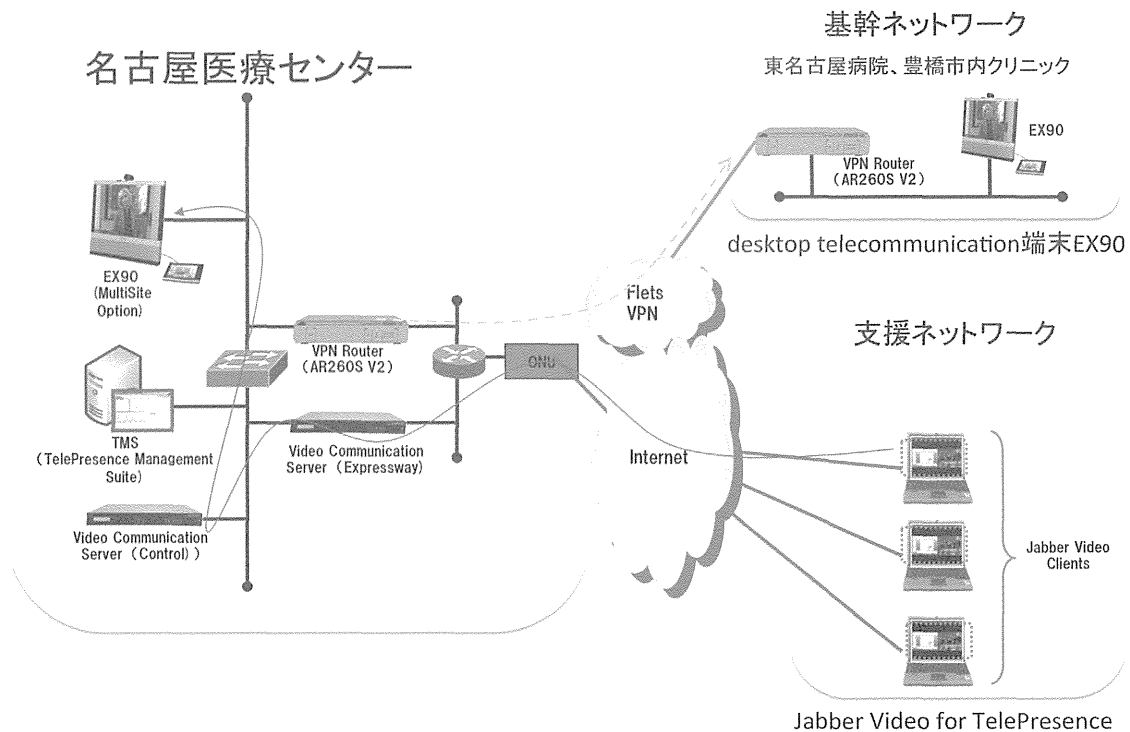 名古屋医療センター
EX90
(MultiSite
Option)
TMS
(TelePresence Management
Suite)
Video Communication
Server (Control))
VPN Router
(AR260S V2)
Video Communication
Server (Expressway)
ONU
Flets
VPN
Internet
基幹ネットワーク
東名古屋病院、豊橋市内クリニック
EX90
VPN Router
(AR260S V2)
desktop telecommunication端末EX90
支援ネットワーク
Jabber Video
Clients
Jabber Video for TelePresence